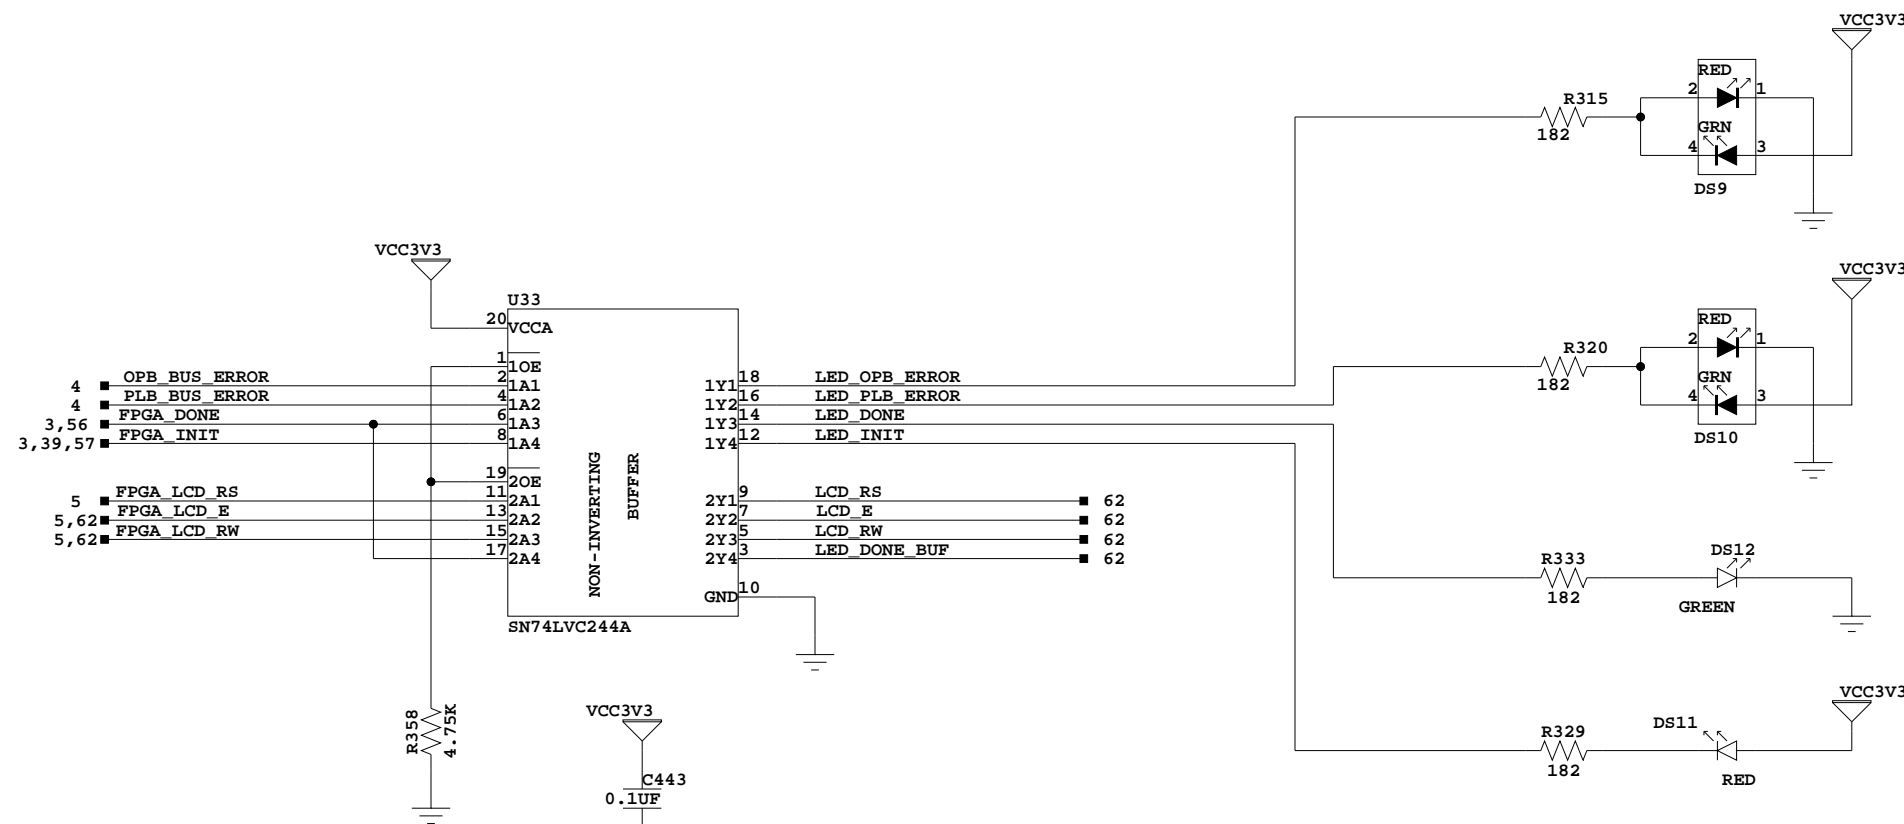 VCC3V3
RED
2
1
R315
182
GRN
4
3
DS9
VCC3V3
VCC3V3
RED
2
1
R320
182
GRN
4
3
DS10
U33
20
VCCA
1
1OE
OPB_BUS_ERROR
4
2
1A1
PLB_BUS_ERROR
4
4
1A2
FPGA_DONE
3,56
6
1A3
FPGA_INIT
3,39,57
8
1A4
19
2OE
FPGA_LCD_RS
5
11
2A1
FPGA_LCD_E
5,62
13
2A2
FPGA_LCD_RW
5,62
15
2A3
17
2A4
NON-INVERTING
BUFFER
1Y1
18
LED_OPB_ERROR
1Y2
16
LED_PLB_ERROR
1Y3
14
LED_DONE
1Y4
12
LED_INIT
2Y1
9
LCD_RS
62
2Y2
7
LCD_E
62
2Y3
5
LCD_RW
62
2Y4
3
LED_DONE_BUF
62
GND
10
SN74LVC244A
R333
182
DS12
GREEN
R358
4.75K
VCC3V3
C443
0.1UF
VCC3V3
DS11
R329
182
RED